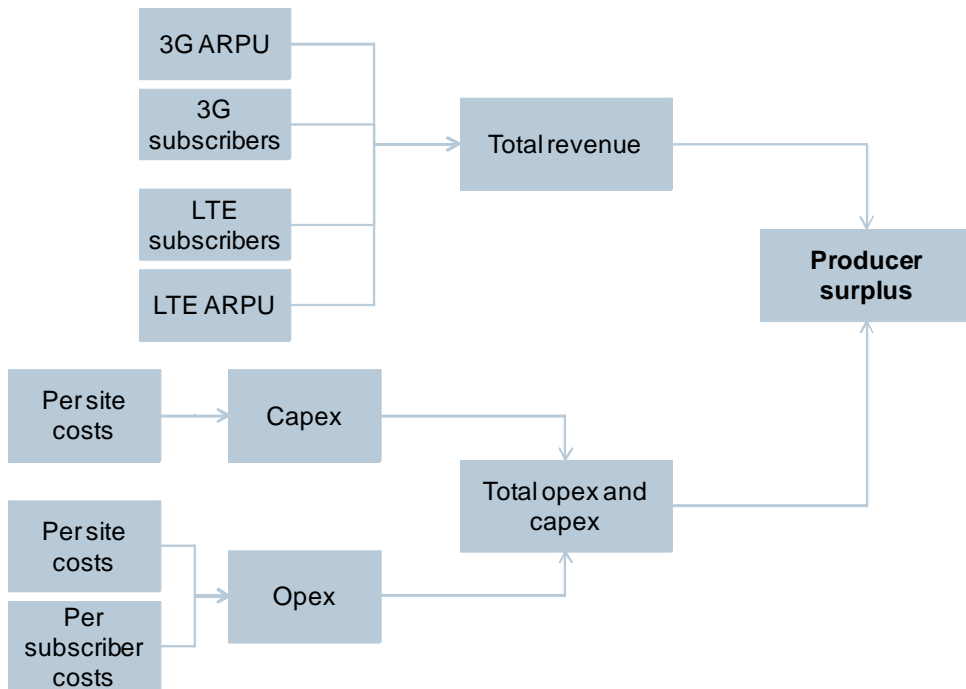 3G ARPU
3G
subscribers
LTE
subscribers
LTE ARPU
Total revenue
Producer
surplus
Per site
costs
Capex
Total opex and
capex
Per site
costs
Opex
Per
subscriber
costs